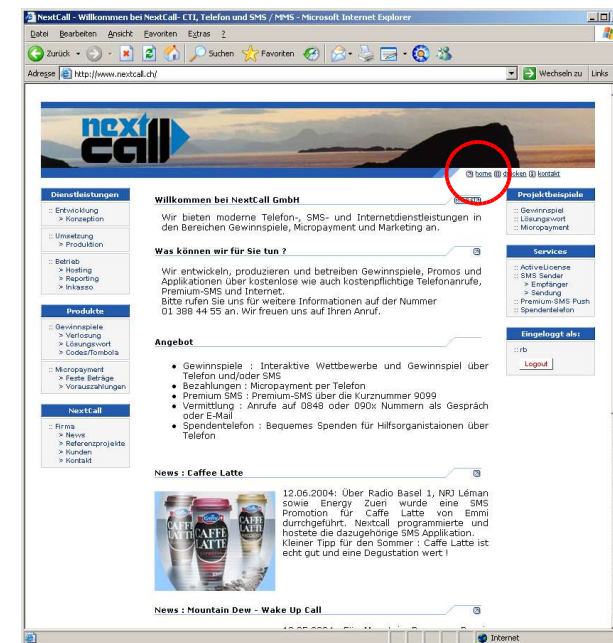 NextCall - Willkommen bei NextCall- CTI, Telefon und SMS / MMS - Microsoft Internet Explorer
Datei Bearbeiten Ansicht Favoriten Extras ?
Zurück Suchen Favoriten
Adresse http://www.nextcall.ch/ Wechseln zu Links
next
call
home drucken kontakt
Dienstleistungen
:: Entwicklung
> Konzeption
:: Umsetzung
> Produktion
:: Betrieb
> Hosting
> Reporting
> Inkasso
Produkte
:: Gewinnspiele
> Verlosung
> Lösungswort
> Codes/Tombola
:: Micropayment
> Feste Beträge
> Vorauszahlungen
NextCall
:: Firma
> News
> Referenzprojekte
> Kunden
> Kontakt
Willkommen bei NextCall GmbH
Wir bieten moderne Telefon-, SMS- und Internetdienstleistungen in
den Bereichen Gewinnspiele, Micropayment und Marketing an.
Was können wir für Sie tun ?
Wir entwickeln, produzieren und betreiben Gewinnspiele, Promos und
Applikationen über kostenlose wie auch kostenpflichtige Telefonanrufe,
Premium-SMS und Internet.
Bitte rufen Sie uns für weitere Informationen auf der Nummer
01 388 44 55 an. Wir freuen uns auf Ihren Anruf.
Angebot
• Gewinnspiele : Interaktive Wettbewerbe und Gewinnspiel über
Telefon und/oder SMS
• Bezahlungen : Micropayment per Telefon
• Premium SMS : Premium-SMS über die Kurznummer 9099
• Vermittlung : Anrufe auf 0848 oder 090x Nummern als Gespräch
oder E-Mail
• Spendentelefon : Bequemes Spenden für Hilfsorganistaionen über
Telefon
News : Caffee Latte
12.06.2004: Über Radio Basel 1, NRJ Léman
sowie Energy Zueri wurde eine SMS
Promotion für Caffe Latte von Emmi
durrchgeführt. Nextcall programmierte und
hostete die dazugehörige SMS Applikation.
Kleiner Tipp für den Sommer : Caffe Latte ist
echt gut und eine Degustation wert !
CAFFÈ
LATTE
CAFFÈ
LATTE
CAFFÈ
LATTE
News : Mountain Dew - Wake Up Call
Projektbeispiele
:: Gewinnspiel
:: Lösungswort
:: Micropayment
Services
:: ActiveLicense
:: SMS Sender
> Empfänger
> Sendung
:: Premium-SMS Push
:: Spendentelefon
Eingeloggt als:
:: rb
Logout
Internet